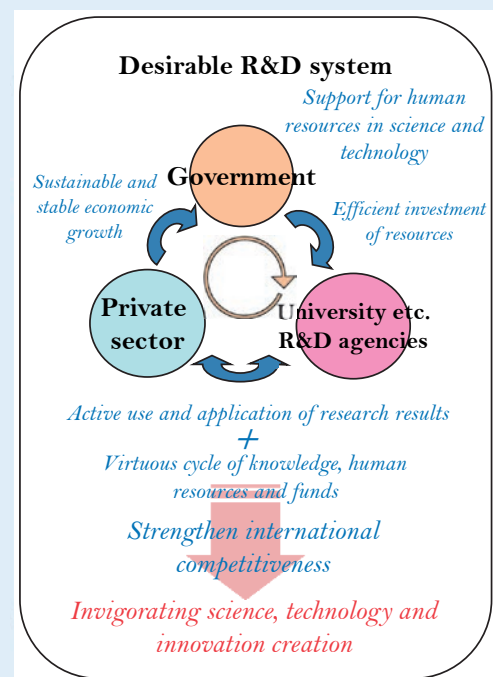 Desirable R&D system
Support for human
resources in science and
technology
Government
Sustainable and
stable economic
growth
Efficient investment
of resources
Private
sector
University etc.
R&D agencies
Active use and application of research results
+
Virtuous cycle of knowledge, human
resources and funds
Strengthen international
competitiveness
Invigorating science, technology and
innovation creation